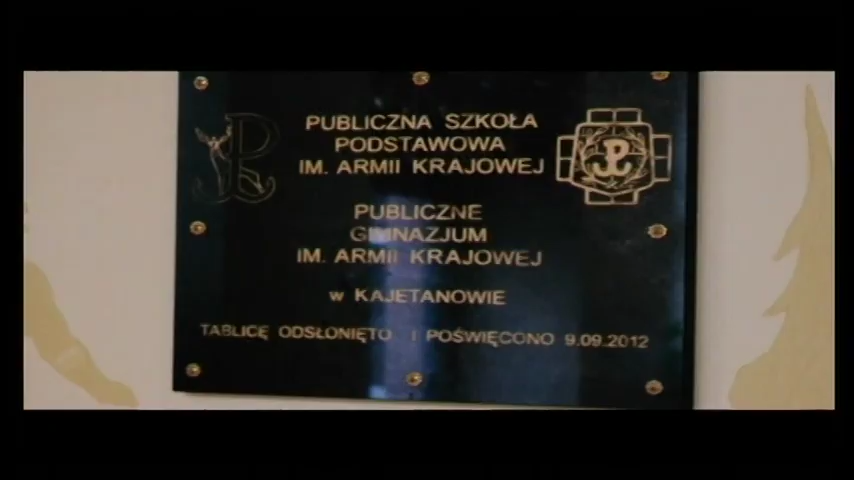 PUBLICZNA SZKOŁA
PODSTAWOWA
IM. ARMII KRAJOWEJ
PUBLICZNE
GIMNAZJUM
IM. ARMII KRAJOWEJ
w KAJETANOWIE
TABLICĘ ODSŁONIĘTO I POŚWIĘCONO 9.09.2012